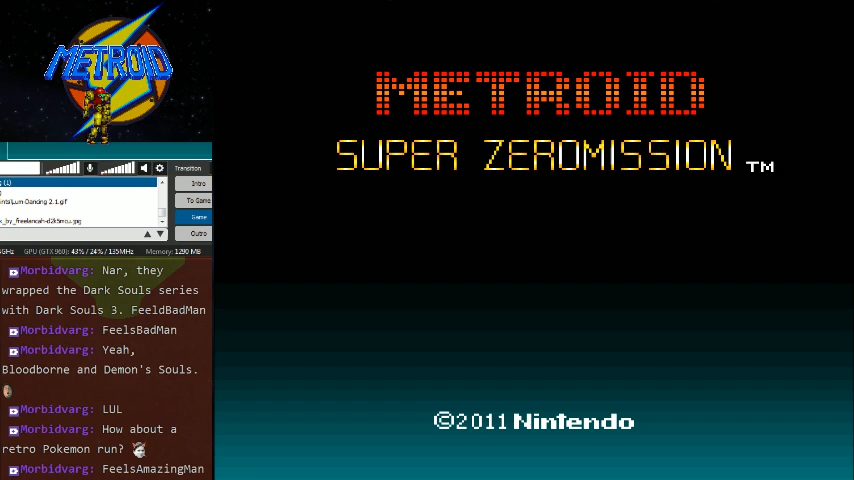 METROID
METROID
SUPER ZEROMISSION TM
©2011 Nintendo
Transition
(1)
Intro
To Game
Game
Outro
GPU (GTX 960): 43% / 24% / 135MHz Memory: 1290 MB
Morbidvarg: Nar, they
wrapped the Dark Souls series
with Dark Souls 3. FeeldBadMan
Morbidvarg: FeelsBadMan
Morbidvarg: Yeah,
Bloodborne and Demon's Souls.
Morbidvarg: LUL
Morbidvarg: How about a
retro Pokemon run?
Morbidvarg: FeelsAmazingMan